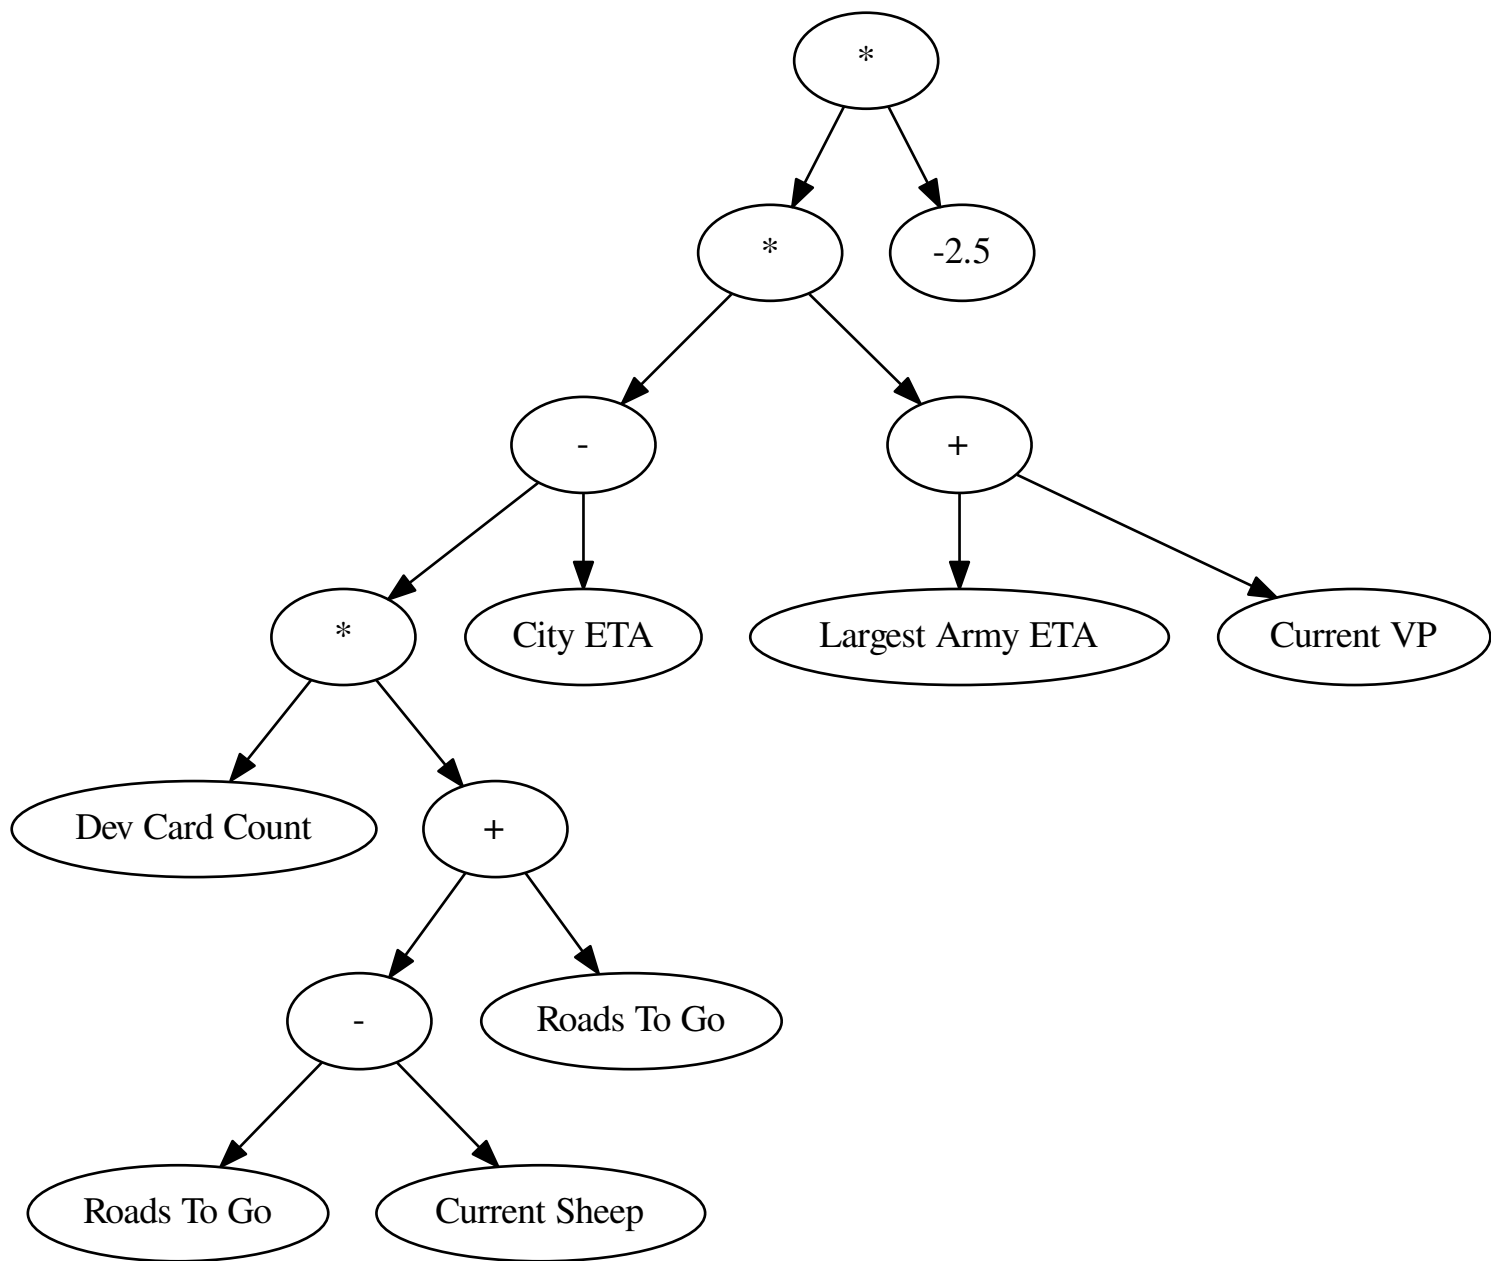 *
*
-2.5
-
+
*
City ETA
Largest Army ETA
Current VP
Dev Card Count
+
-
Roads To Go
Roads To Go
Current Sheep